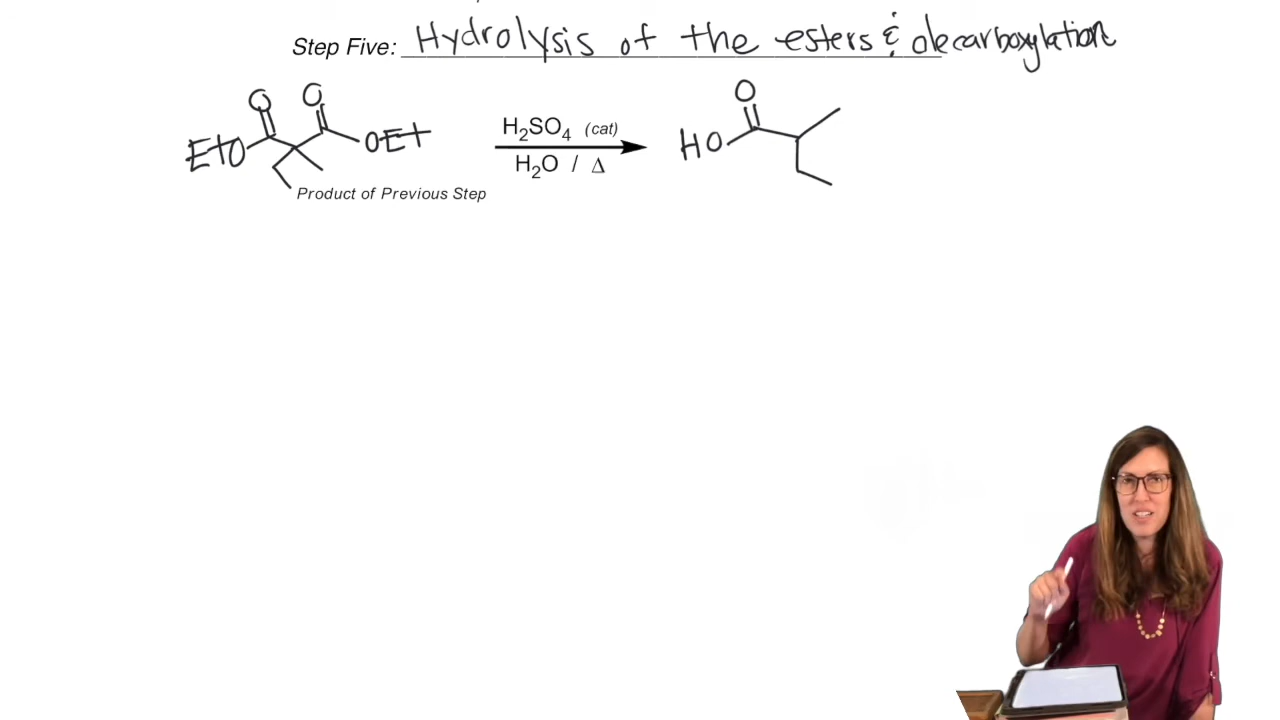 Step Five: Hydrolysis of the esters & decarboxylation
O O O
EtO OEt H2SO4 (cat) HO
H2O / Δ
Product of Previous Step